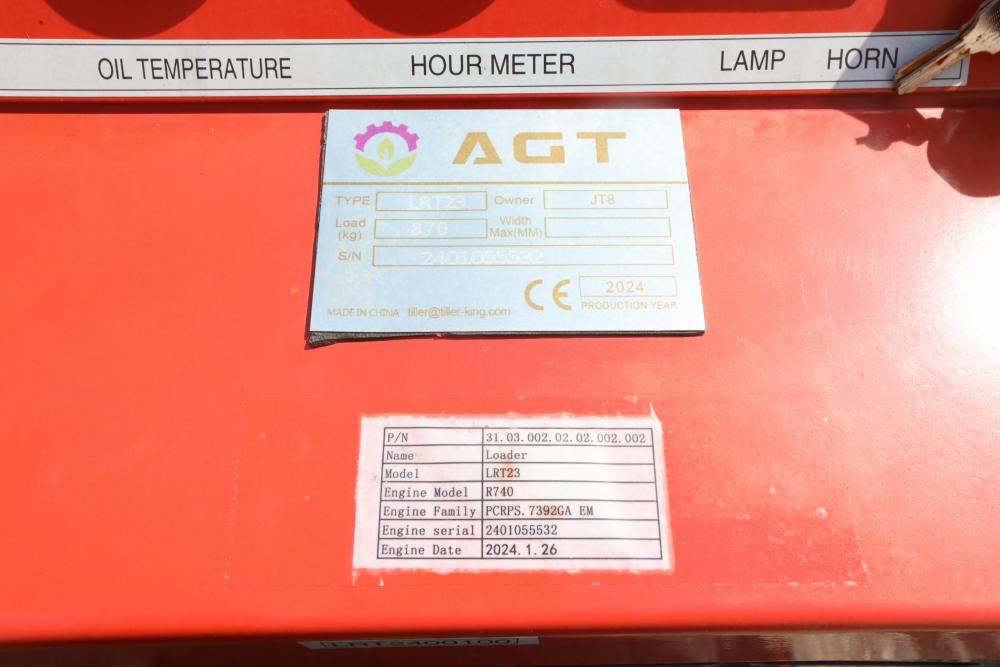 OIL TEMPERATURE HOUR METER LAMP HORN
AGT
TYPE LRT23 Owner JT8
Load (kg) 870 Width Max(MM)
S/N 2401055532
CE 2024
MADE IN CHINA tiller@tiller-king.com PRODUCTION YEAR
P/N 31.03.002.02.02.002.002
Name Loader
Model LRT23
Engine Model R740
Engine Family PCRPS.7392GA EM
Engine serial 2401055532
Engine Date 2024.1.26